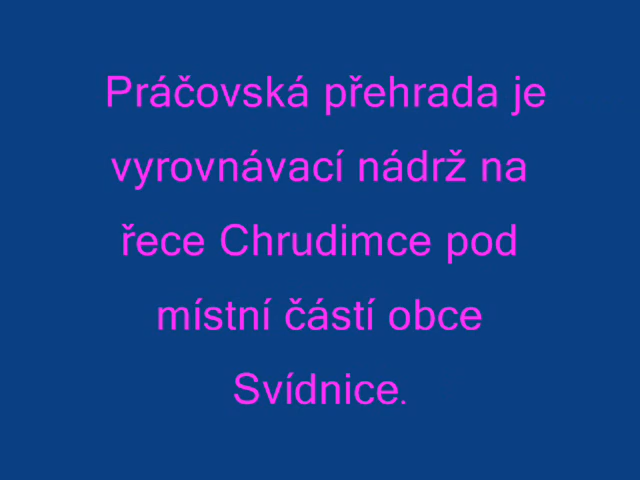 Práčovská přehrada je
vyrovnávací nádrž na
řece Chrudimce pod
místní částí obce
Svídnice.